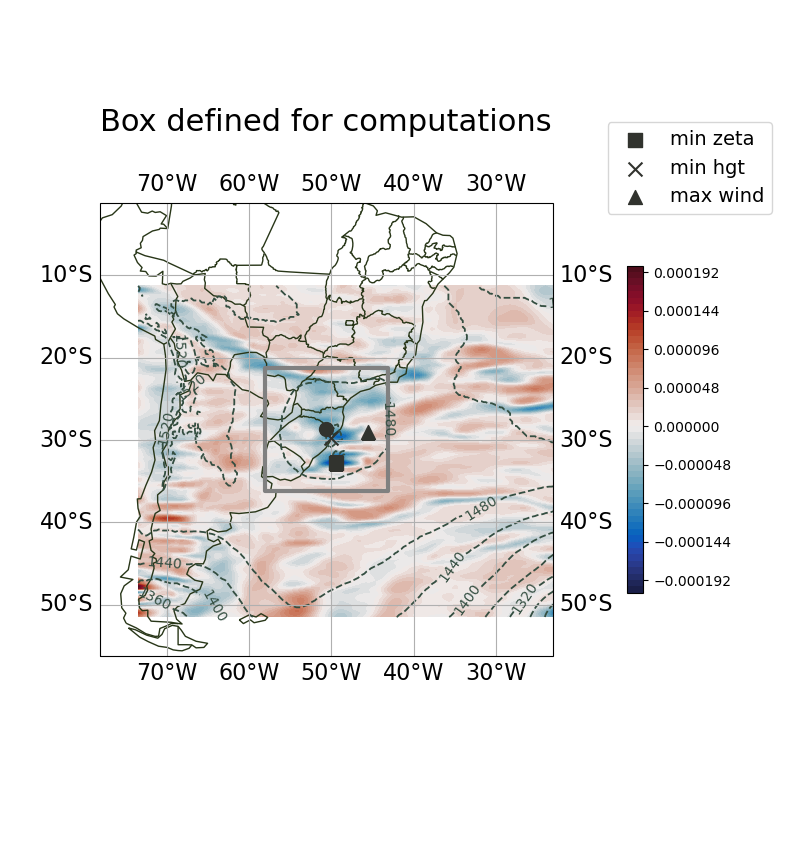 Box defined for computations
min zeta
min hgt
max wind
70°W 60°W 50°W 40°W 30°W
10°S 10°S
20°S 20°S
30°S 30°S
40°S 40°S
50°S 50°S
70°W 60°W 50°W 40°W 30°W
0.000192
0.000144
0.000096
0.000048
0.000000
−0.000048
−0.000096
−0.000144
−0.000192
1520
1480
1480
1440
1440
1400
1400
1360
1320